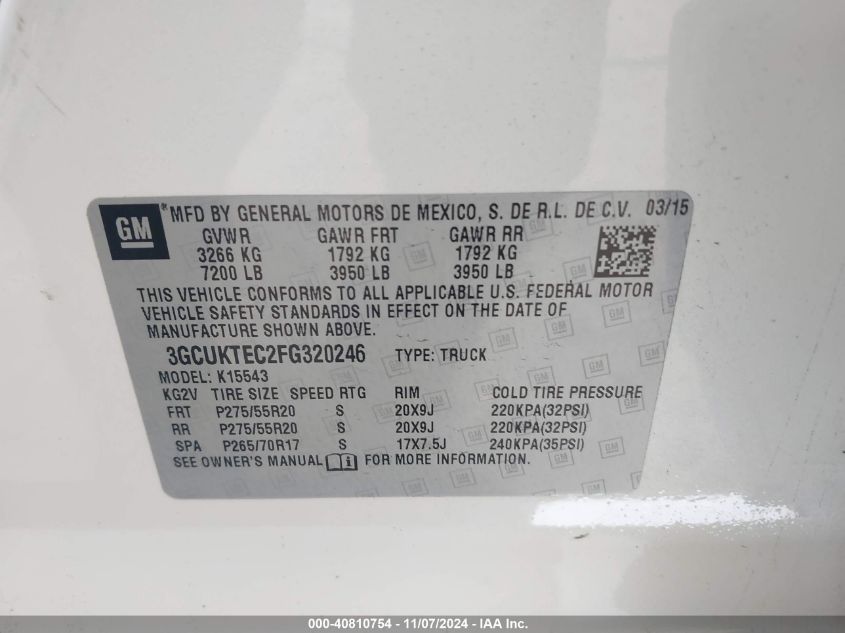 GM ® MFD BY GENERAL MOTORS DE MEXICO, S. DE R.L. DE C.V. 03/15
GVWR GAWR FRT GAWR RR
3266 KG 1792 KG 1792 KG
7200 LB 3950 LB 3950 LB
THIS VEHICLE CONFORMS TO ALL APPLICABLE U.S. FEDERAL MOTOR
VEHICLE SAFETY STANDARDS IN EFFECT ON THE DATE OF
MANUFACTURE SHOWN ABOVE.
3GCUKTEC2FG320246 TYPE: TRUCK
MODEL: K15543
KG2V TIRE SIZE SPEED RTG RIM COLD TIRE PRESSURE
FRT P275/55R20 S 20X9J 220KPA(32PSI)
RR P275/55R20 S 20X9J 220KPA(32PSI)
SPA P265/70R17 S 17X7.5J 240KPA(35PSI)
SEE OWNER'S MANUAL FOR MORE INFORMATION.
000-40810754 - 11/07/2024 - IAA Inc.